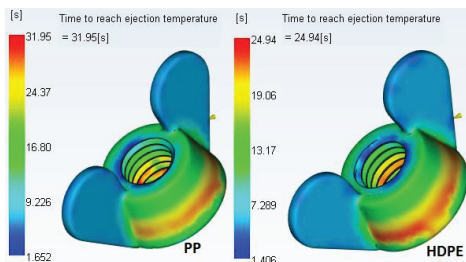 [s]
Time to reach ejection temperature
= 31.95[s]
31.95
24.37
16.80
9.226
1.652
PP
[s]
Time to reach ejection temperature
= 24.94[s]
24.94
19.06
13.17
7.289
1.406
HDPE